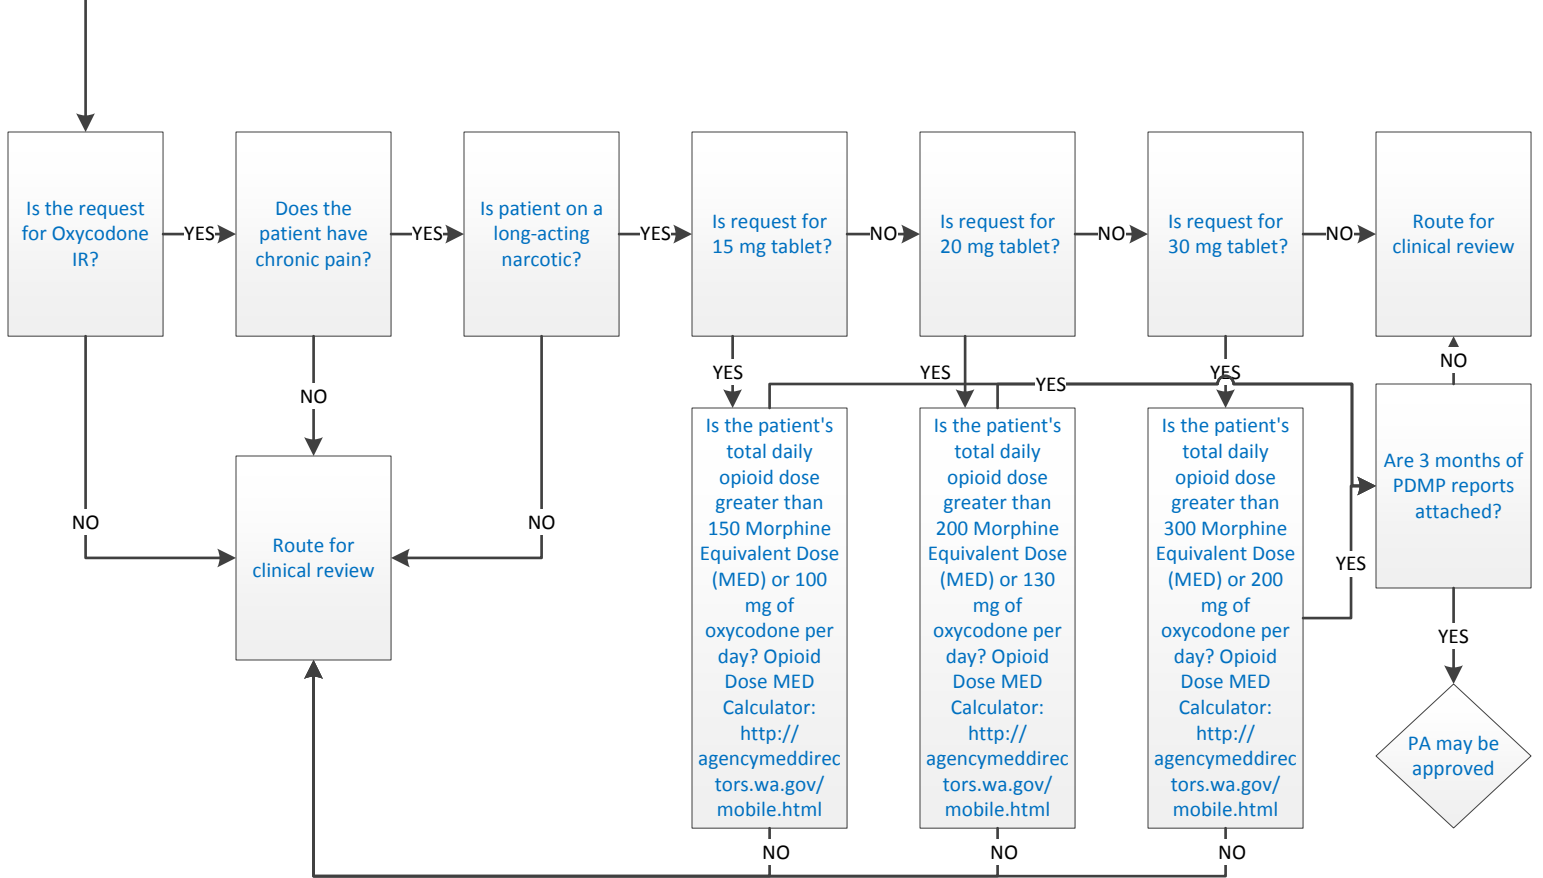 Is the request
for Oxycodone
IR?
YES
Does the
patient have
chronic pain?
YES
Is patient on a
long-acting
narcotic?
YES
Is request for
15 mg tablet?
NO
Is request for
20 mg tablet?
NO
Is request for
30 mg tablet?
NO
Route for
clinical review
NO
NO
NO
YES
YES
YES
YES
NO
Route for
clinical review
Is the patient's
total daily
opioid dose
greater than
150 Morphine
Equivalent Dose
(MED) or 100
mg of
oxycodone per
day? Opioid
Dose MED
Calculator:
http://
agencymeddirec
tors.wa.gov/
mobile.html
NO
Is the patient's
total daily
opioid dose
greater than
200 Morphine
Equivalent Dose
(MED) or 130
mg of
oxycodone per
day? Opioid
Dose MED
Calculator:
http://
agencymeddirec
tors.wa.gov/
mobile.html
NO
Is the patient's
total daily
opioid dose
greater than
300 Morphine
Equivalent Dose
(MED) or 200
mg of
oxycodone per
day? Opioid
Dose MED
Calculator:
http://
agencymeddirec
tors.wa.gov/
mobile.html
NO
YES
Are 3 months of
PDMP reports
attached?
YES
PA may be
approved